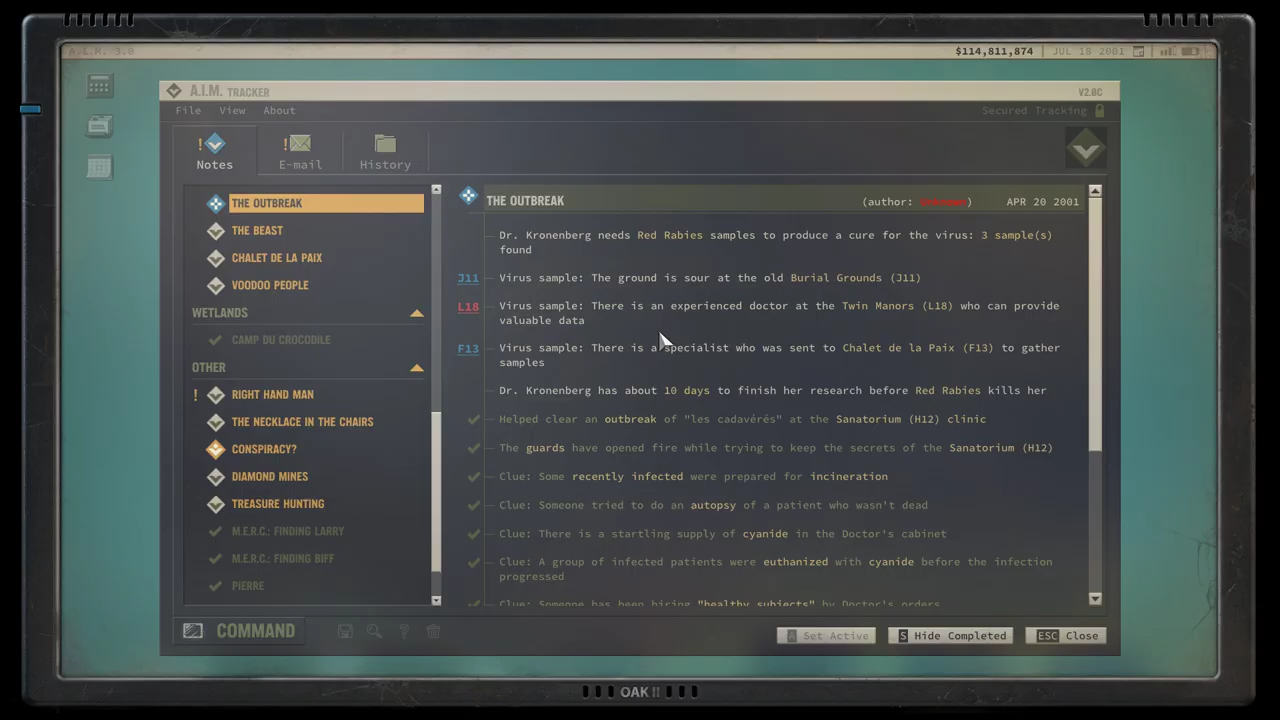 A.I.M. 3.0
$114,811,874
JUL 18 2001
A.I.M. TRACKER
V2.0C
File View About
Secured Tracking
! Notes
! E-mail
History
THE OUTBREAK
THE BEAST
CHALET DE LA PAIX
VOODOO PEOPLE
WETLANDS
CAMP DU CROCODILE
OTHER
! RIGHT HAND MAN
THE NECKLACE IN THE CHAIRS
CONSPIRACY?
DIAMOND MINES
TREASURE HUNTING
M.E.R.C.: FINDING LARRY
M.E.R.C.: FINDING BIFF
PIERRE
THE OUTBREAK (author: ) APR 20 2001
Dr. Kronenberg needs Red Rabies samples to produce a cure for the virus: 3 sample(s)
found
J11 Virus sample: The ground is sour at the old Burial Grounds (J11)
L18 Virus sample: There is an experienced doctor at the Twin Manors (L18) who can provide
valuable data
F13 Virus sample: There is a specialist who was sent to Chalet de la Paix (F13) to gather
samples
Dr. Kronenberg has about 10 days to finish her research before Red Rabies kills her
Helped clear an outbreak of "les cadavérés" at the Sanatorium (H12) clinic
The guards have opened fire while trying to keep the secrets of the Sanatorium (H12)
Clue: Some recently infected were prepared for incineration
Clue: Someone tried to do an autopsy of a patient who wasn't dead
Clue: There is a startling supply of cyanide in the Doctor's cabinet
Clue: A group of infected patients were euthanized with cyanide before the infection
progressed
Clue: Someone has been hiring "healthy subjects" by Doctor's orders
COMMAND
?
A Set Active
S Hide Completed
ESC Close
OAK II